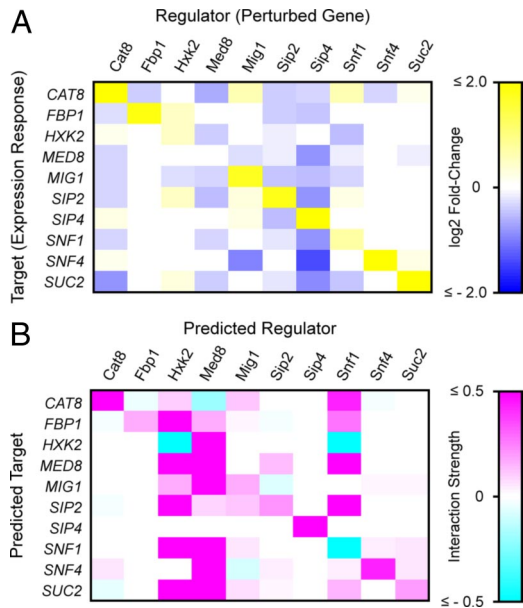 A
Regulator (Perturbed Gene)
Cat8 Fbp1 Hxk2 Med8 Mig1 Sip2 Sip4 Snf1 Snf4 Suc2
Target (Expression Response)
CAT8
FBP1
HXK2
MED8
MIG1
SIP2
SIP4
SNF1
SNF4
SUC2
≤ 2.0
0
≤ - 2.0
log2 Fold-Change
B
Predicted Regulator
Cat8 Fbp1 Hxk2 Med8 Mig1 Sip2 Sip4 Snf1 Snf4 Suc2
Predicted Target
CAT8
FBP1
HXK2
MED8
MIG1
SIP2
SIP4
SNF1
SNF4
SUC2
≤ 0.5
0
≤ - 0.5
Interaction Strength